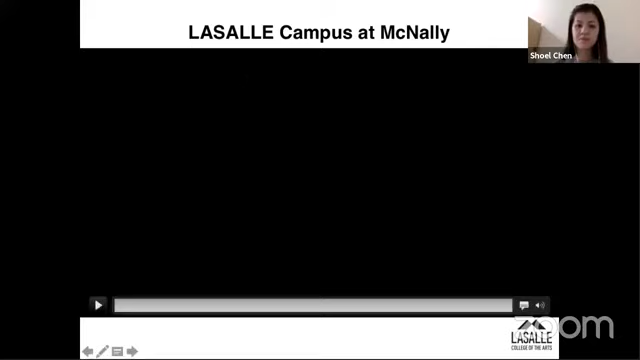 LASALLE Campus at McNally
Shoel Chen
zoom
LASALLE
COLLEGE OF THE ARTS